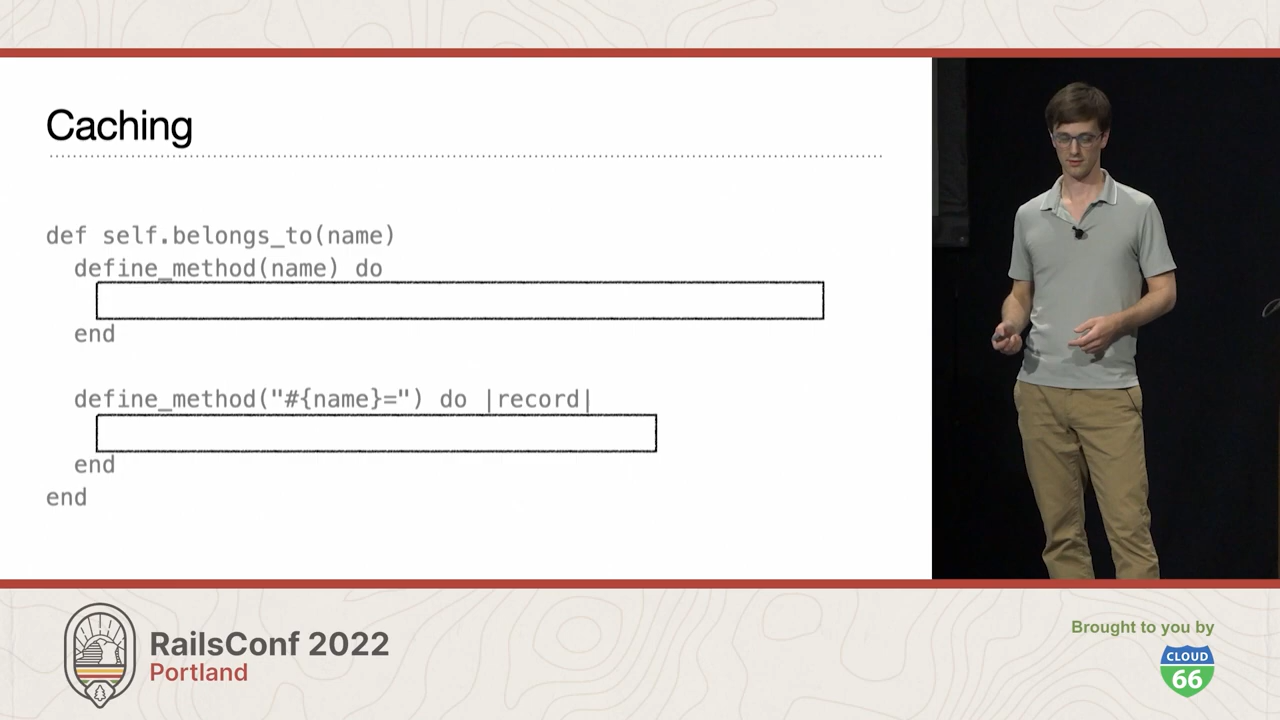 Caching
def self.belongs_to(name)
define_method(name) do
end
define_method("#{name}=") do |record|
end
end
RailsConf 2022
Portland
Brought to you by
CLOUD
66